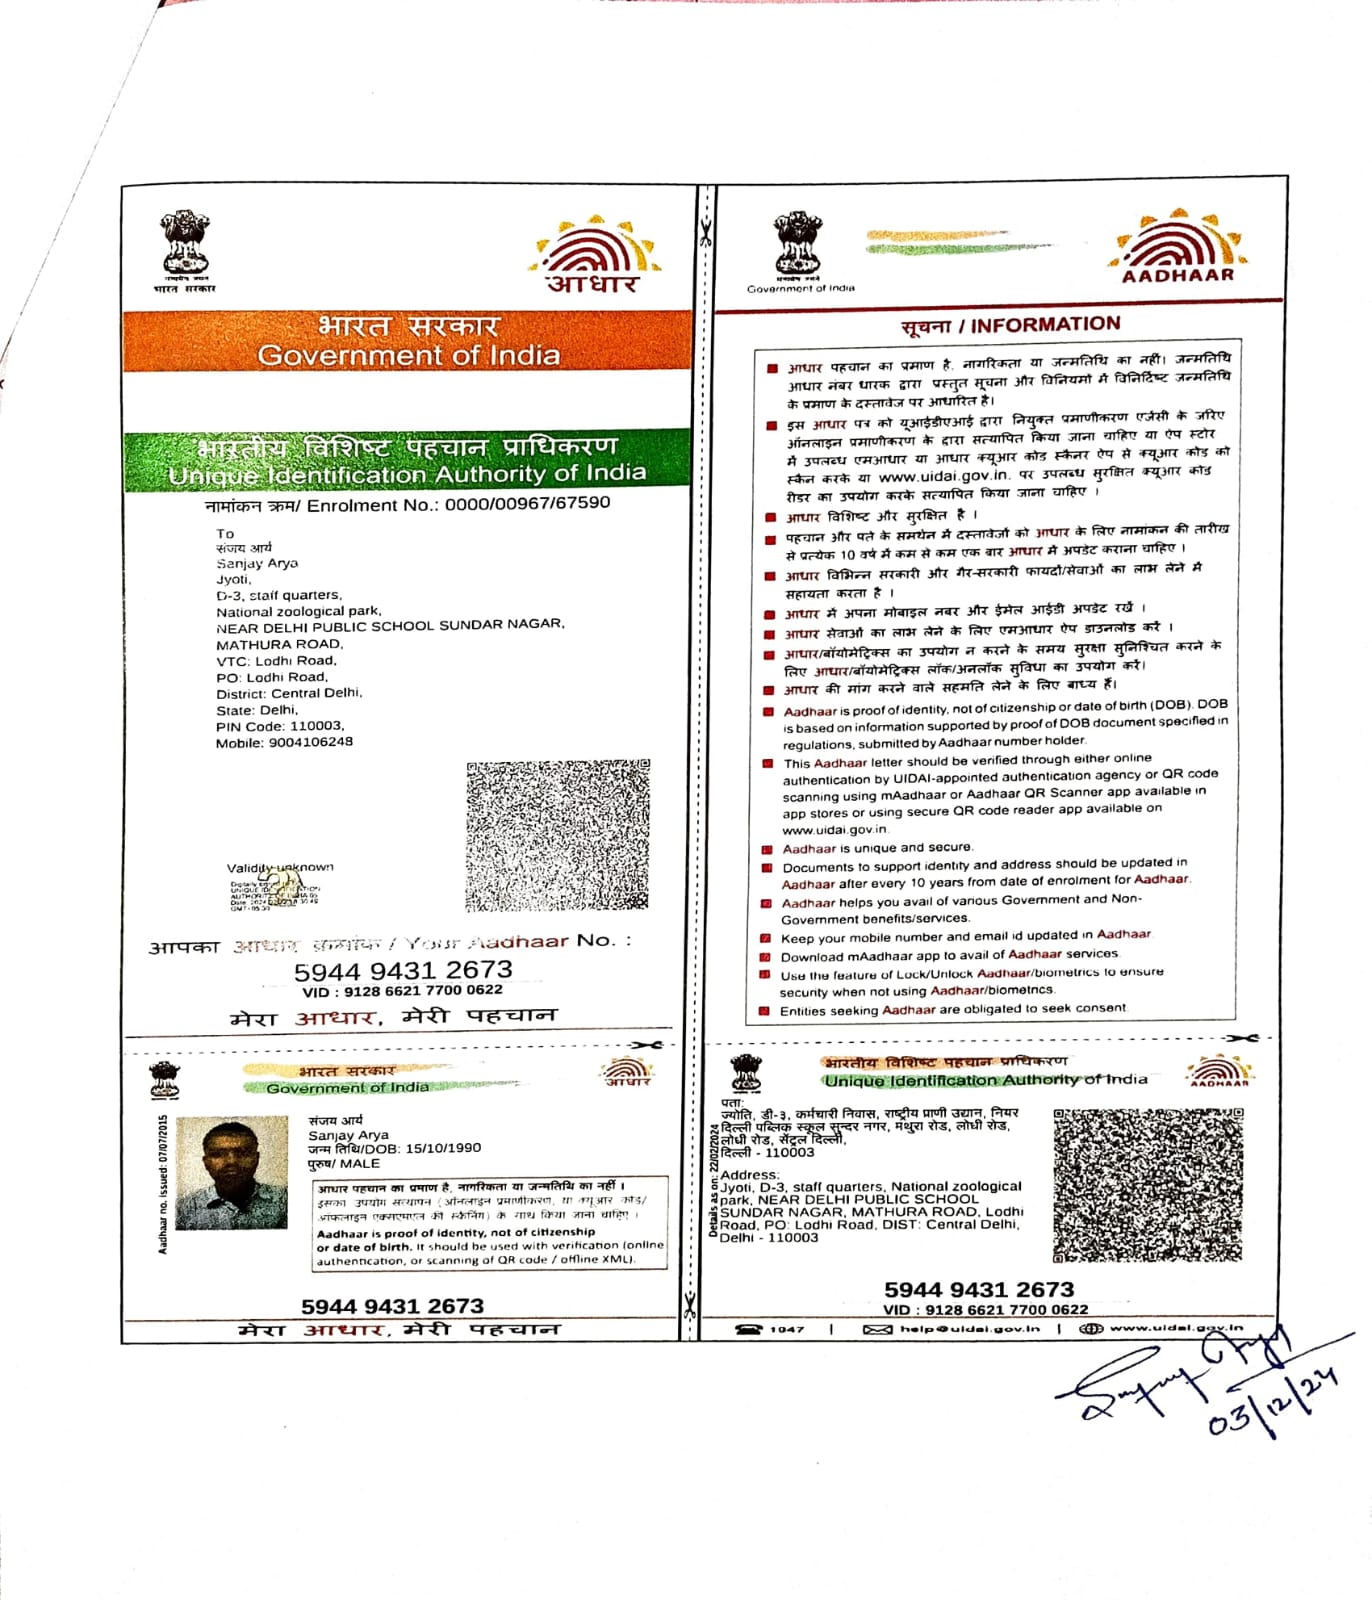 सत्यमेव जयते
भारत सरकार
आधार
भारत सरकार
Government of India
भारतीय विशिष्ट पहचान प्राधिकरण
Unique Identification Authority of India
नामांकन क्रम/ Enrolment No.: 0000/00967/67590
To
संजय आर्य
Sanjay Arya
Jyoti,
D-3, staff quarters,
National zoological park,
NEAR DELHI PUBLIC SCHOOL SUNDAR NAGAR,
MATHURA ROAD,
VTC: Lodhi Road,
PO: Lodhi Road,
District: Central Delhi,
State: Delhi,
PIN Code: 110003,
Mobile: 9004106248
Validity unknown
आपका आधार क्रमांक / Your Aadhaar No. :
5944 9431 2673
VID : 9128 6621 7700 0622
मेरा आधार, मेरी पहचान
भारत सरकार
Government of India
आधार
Aadhaar no. issued: 07/07/2015
संजय आर्य
Sanjay Arya
जन्म तिथि/DOB: 15/10/1990
पुरुष/ MALE
आधार पहचान का प्रमाण है, नागरिकता या जन्मतिथि का नहीं ।
इसका उपयोग सत्यापन (ऑनलाइन प्रमाणीकरण, या क्यूआर कोड/
ऑफलाइन एक्सएमएल की स्कैनिंग) के साथ किया जाना चाहिए ।
Aadhaar is proof of identity, not of citizenship
or date of birth. It should be used with verification (online
authentication, or scanning of QR code / offline XML).
5944 9431 2673
मेरा आधार, मेरी पहचान
Government of India
AADHAAR
सूचना / INFORMATION
आधार पहचान का प्रमाण है, नागरिकता या जन्मतिथि का नहीं। जन्मतिथि
आधार नंबर धारक द्वारा प्रस्तुत सूचना और विनियमों में विनिर्दिष्ट जन्मतिथि
के प्रमाण के दस्तावेज पर आधारित है।
इस आधार पत्र को यूआईडीएआई द्वारा नियुक्त प्रमाणीकरण एजेंसी के जरिए
ऑनलाइन प्रमाणीकरण के द्वारा सत्यापित किया जाना चाहिए या ऐप स्टोर
में उपलब्ध एमआधार या आधार क्यूआर कोड स्कैनर ऐप से क्यूआर कोड को
स्कैन करके या www.uidai.gov.in. पर उपलब्ध सुरक्षित क्यूआर कोड
रीडर का उपयोग करके सत्यापित किया जाना चाहिए ।
आधार विशिष्ट और सुरक्षित है ।
पहचान और पते के समर्थन में दस्तावेजों को आधार के लिए नामांकन की तारीख
से प्रत्येक 10 वर्ष में कम से कम एक बार आधार में अपडेट कराना चाहिए ।
आधार विभिन्न सरकारी और गैर-सरकारी फायदों/सेवाओं का लाभ लेने में
सहायता करता है ।
आधार में अपना मोबाइल नंबर और ईमेल आईडी अपडेट रखें ।
आधार सेवाओं का लाभ लेने के लिए एमआधार ऐप डाउनलोड करें ।
आधार/बॉयोमेट्रिक्स का उपयोग न करने के समय सुरक्षा सुनिश्चित करने के
लिए आधार/बॉयोमेट्रिक्स लॉक/अनलॉक सुविधा का उपयोग करें।
आधार की मांग करने वाले सहमति लेने के लिए बाध्य हैं।
Aadhaar is proof of identity, not of citizenship or date of birth (DOB). DOB
is based on information supported by proof of DOB document specified in
regulations, submitted by Aadhaar number holder.
This Aadhaar letter should be verified through either online
authentication by UIDAI-appointed authentication agency or QR code
scanning using mAadhaar or Aadhaar QR Scanner app available in
app stores or using secure QR code reader app available on
www.uidai.gov.in.
Aadhaar is unique and secure.
Documents to support identity and address should be updated in
Aadhaar after every 10 years from date of enrolment for Aadhaar.
Aadhaar helps you avail of various Government and Non-
Government benefits/services.
Keep your mobile number and email id updated in Aadhaar.
Download mAadhaar app to avail of Aadhaar services.
Use the feature of Lock/Unlock Aadhaar/biometrics to ensure
security when not using Aadhaar/biometrics.
Entities seeking Aadhaar are obligated to seek consent.
भारतीय विशिष्ट पहचान प्राधिकरण
Unique Identification Authority of India
AADHAAR
Details as on: 22/02/2024
पता:
ज्योति, डी-३, कर्मचारी निवास, राष्ट्रीय प्राणी उद्यान, नियर
दिल्ली पब्लिक स्कूल सुन्दर नगर, मथुरा रोड, लोधी रोड,
लोधी रोड, सेंट्रल दिल्ली,
दिल्ली - 110003
Address:
Jyoti, D-3, staff quarters, National zoological
park, NEAR DELHI PUBLIC SCHOOL
SUNDAR NAGAR, MATHURA ROAD, Lodhi
Road, PO: Lodhi Road, DIST: Central Delhi,
Delhi - 110003
5944 9431 2673
VID : 9128 6621 7700 0622
1047 | help@uidai.gov.in | www.uidai.gov.in
Sanjay Arya
03/12/24